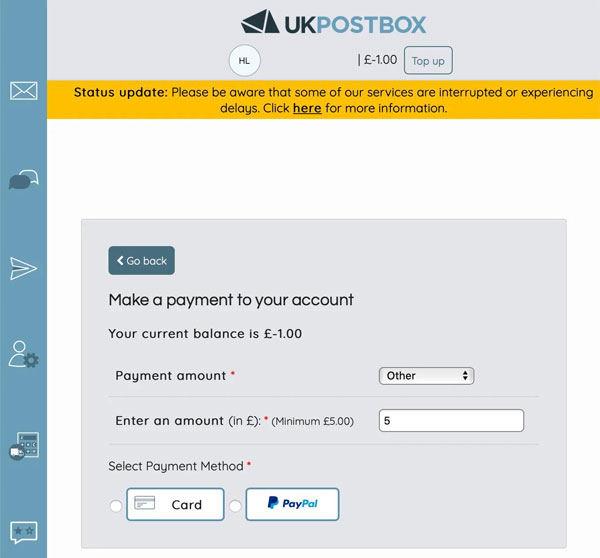 UKPOSTBOX
HL | £-1.00 Top up
Status update: Please be aware that some of our services are interrupted or experiencing
delays. Click here for more information.
Go back
Make a payment to your account
Your current balance is £-1.00
Payment amount * Other
Enter an amount (in £): * (Minimum £5.00) 5
Select Payment Method *
Card PayPal